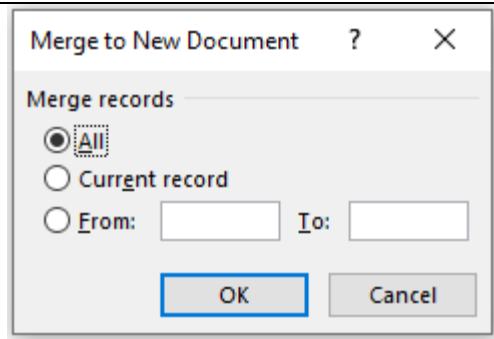 Merge to New Document ? ×
Merge records
All
Current record
From: To:
OK Cancel